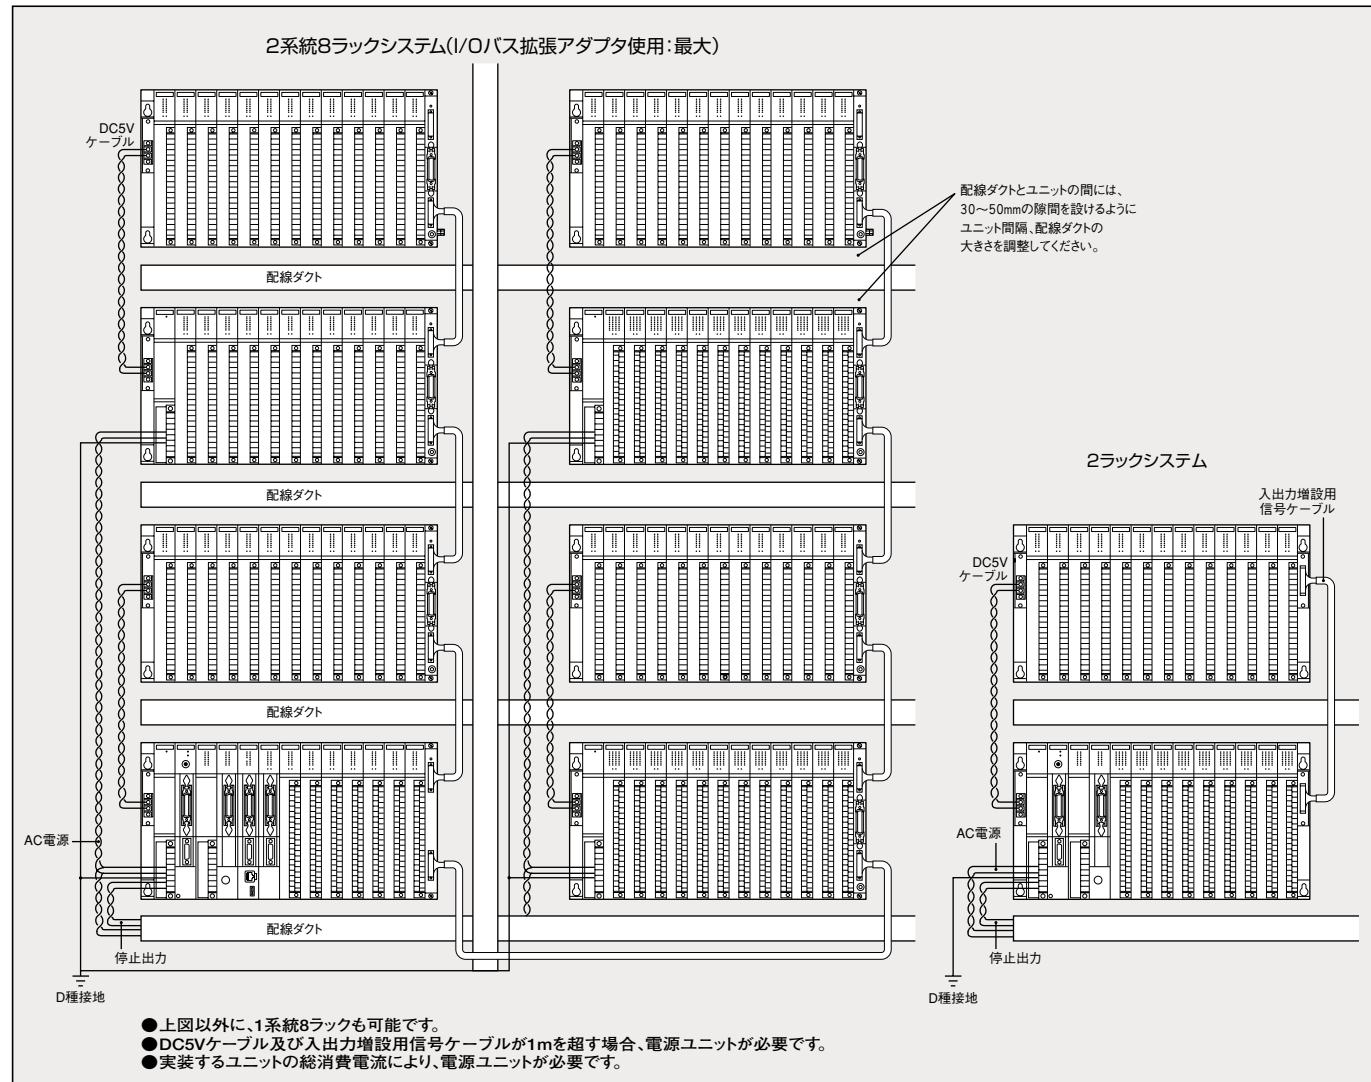 2系統8ラックシステム(I/Oバス拡張アダプタ使用:最大)
DC5V
ケーブル
配線ダクトとユニットの間には、
30〜50mmの隙間を設けるように
ユニット間隔、配線ダクトの
大きさを調整してください。
配線ダクト
配線ダクト
2ラックシステム
入出力増設用
信号ケーブル
DC5V
ケーブル
配線ダクト
AC電源
AC電源
配線ダクト
停止出力
停止出力
D種接地
D種接地
●上図以外に、1系統8ラックも可能です。
●DC5Vケーブル及び入出力増設用信号ケーブルが1mを超す場合、電源ユニットが必要です。
●実装するユニットの総消費電流により、電源ユニットが必要です。